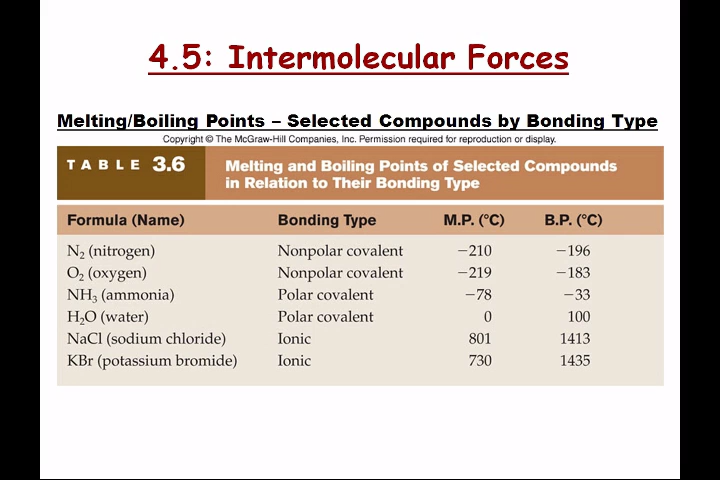 4.5: Intermolecular Forces
Melting/Boiling Points – Selected Compounds by Bonding Type
Copyright © The McGraw-Hill Companies, Inc. Permission required for reproduction or display.
TABLE 3.6 Melting and Boiling Points of Selected Compounds
in Relation to Their Bonding Type
Formula (Name) Bonding Type M.P. (°C) B.P. (°C)
N₂ (nitrogen) Nonpolar covalent −210 −196
O₂ (oxygen) Nonpolar covalent −219 −183
NH₃ (ammonia) Polar covalent −78 −33
H₂O (water) Polar covalent 0 100
NaCl (sodium chloride) Ionic 801 1413
KBr (potassium bromide) Ionic 730 1435